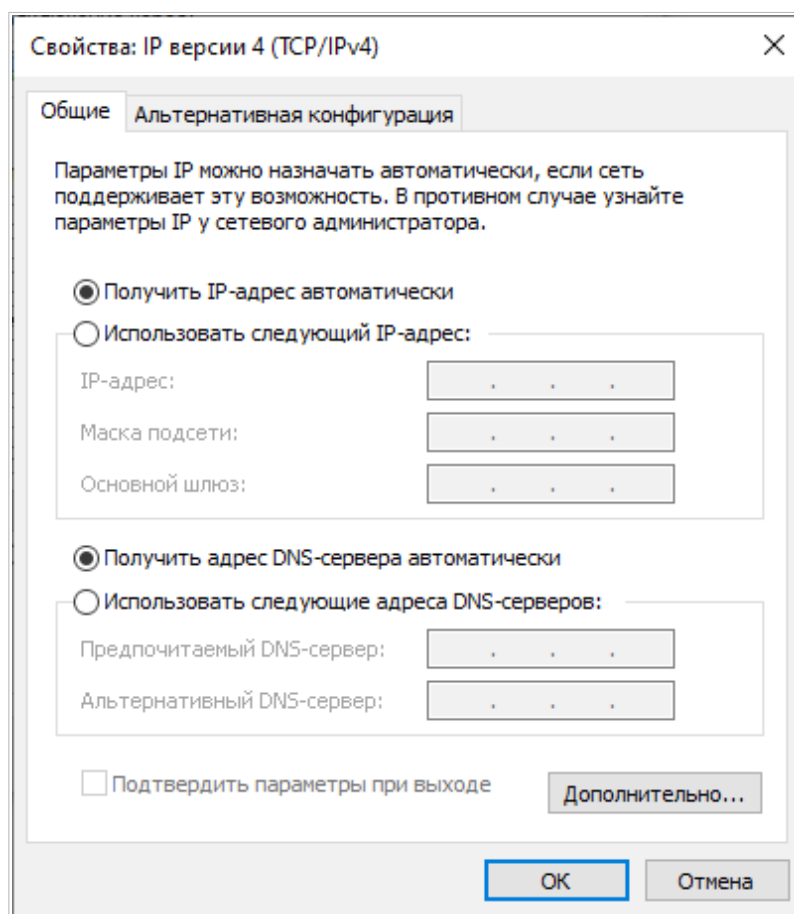 Свойства: IP версии 4 (TCP/IPv4)
Общие
Альтернативная конфигурация
Параметры IP можно назначать автоматически, если сеть
поддерживает эту возможность. В противном случае узнайте
параметры IP у сетевого администратора.
Получить IP-адрес автоматически
Использовать следующий IP-адрес:
IP-адрес:
Маска подсети:
Основной шлюз:
Получить адрес DNS-сервера автоматически
Использовать следующие адреса DNS-серверов:
Предпочитаемый DNS-сервер:
Альтернативный DNS-сервер:
Подтвердить параметры при выходе
Дополнительно...
ОК
Отмена